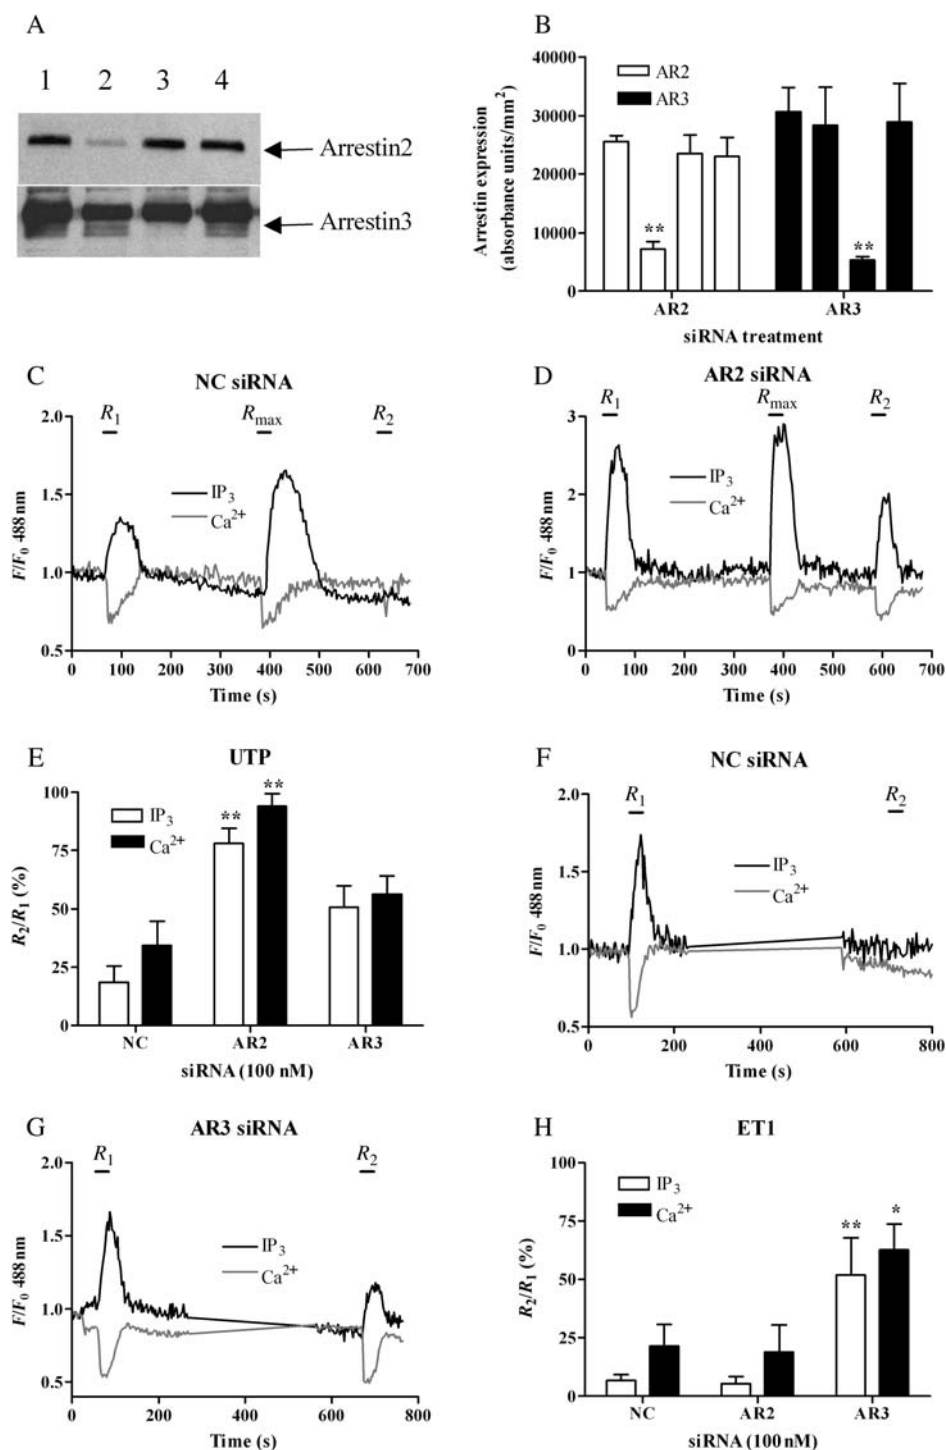 A
1 2 3 4
Arrestin2
Arrestin3
B
AR2
AR3
Arrestin expression
(absorbance units/mm²)
40000
30000
20000
10000
0
**
**
AR2 AR3
siRNA treatment
C
NC siRNA
R₁ Rmax R₂
IP₃
Ca²⁺
F/F₀ 488 nm
2.0
1.5
1.0
0.5
0 100 200 300 400 500 600 700
Time (s)
D
AR2 siRNA
R₁ Rmax R₂
IP₃
Ca²⁺
F/F₀ 488 nm
3
2
1
0
0 100 200 300 400 500 600 700
Time (s)
E
UTP
IP₃
Ca²⁺
** **
R₂/R₁ (%)
100
75
50
25
0
NC AR2 AR3
siRNA (100 nM)
F
NC siRNA
R₁ R₂
IP₃
Ca²⁺
F/F₀ 488 nm
2.0
1.5
1.0
0.5
0 200 400 600 800
Time (s)
G
AR3 siRNA
R₁ R₂
IP₃
Ca²⁺
F/F₀ 488 nm
2.0
1.5
1.0
0.5
0 200 400 600 800
Time (s)
H
ET1
IP₃
Ca²⁺
** *
R₂/R₁ (%)
100
75
50
25
0
NC AR2 AR3
siRNA (100 nM)